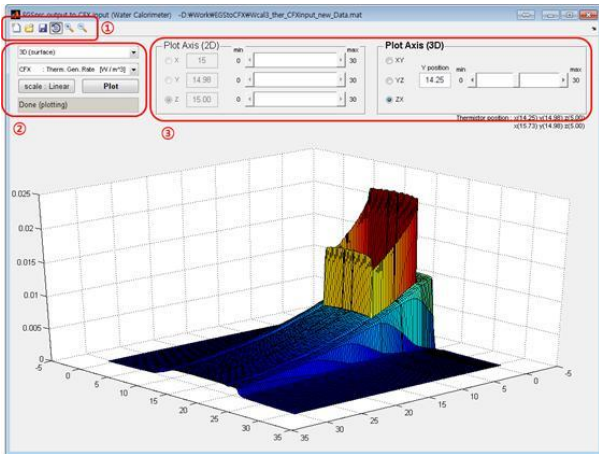 EGSnrc output to CFX Input (Water Calorimeter) -D:₩Work₩EGStoCFX₩Wcal3_ther_CFXinput_new_Data.mat
①
3D (surface)
CFX : Therm. Gen. Rate [W / m^3]
scale : Linear Plot
Done (plotting)
②
Plot Axis (2D) min max
X 15 0 30
Y 14.98 0 30
Z 15.00 0 30
③
Plot Axis (3D)
XY
Y position min max
YZ 14.25 0 30
ZX
Thermistor position : x(14.25) y(14.98) z(5.00)
x(15.73) y(14.98) z(5.00)
0.025
0.02
0.015
0.01
0.005
0
-5
0
5
10
15
20
25
30
35
35
30
25
20
15
10
5
0
-5